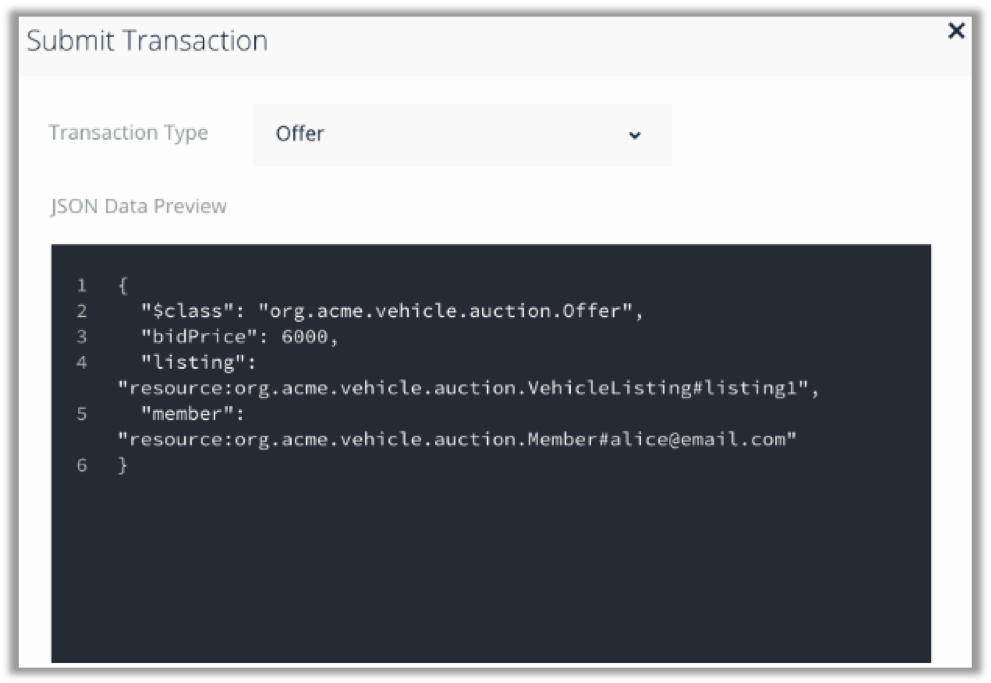 Submit Transaction
Transaction Type Offer
JSON Data Preview
1 {
2 "$class": "org.acme.vehicle.auction.Offer",
3 "bidPrice": 6000,
4 "listing":
"resource:org.acme.vehicle.auction.VehicleListing#listing1",
5 "member":
"resource:org.acme.vehicle.auction.Member#alice@email.com"
6 }